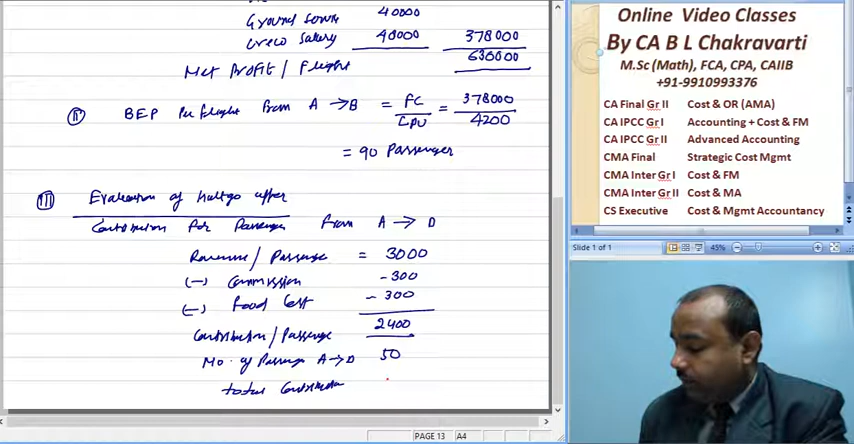 Ground service 40000
Crew salary 40000 378000
Net Profit / Flight 630000
II BEP Per flight from A → B = FC / CPU = 378000 / 4200
= 90 Passenger
III Evaluation of offer
Contribution Per Passenger from A → D
Revenue / Passenger = 3000
(-) Commission -300
(-) Food Cost -300
Contribution / Passenger 2400
No. of Passenger A → D 50
total Contribution
PAGE 13 A4
Online Video Classes
By CA B L Chakravarti
M.Sc(Math), FCA, CPA, CAIIB
+91-9910993376
CA Final Gr II Cost & OR (AMA)
CA IPCC Gr I Accounting + Cost & FM
CA IPCC Gr II Advanced Accounting
CMA Final Strategic Cost Mgmt
CMA Inter Gr I Cost & FM
CMA Inter Gr II Cost & MA
CS Executive Cost & Mgmt Accountancy
Slide 1 of 1 45%